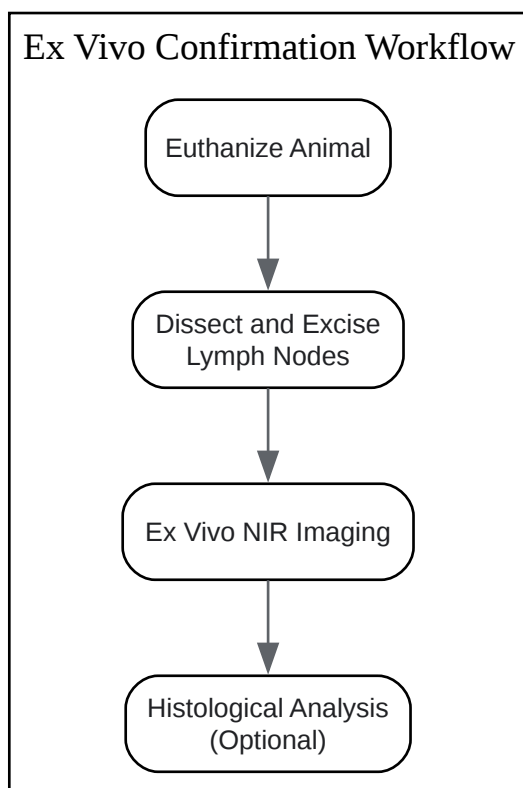 Ex Vivo Confirmation Workflow
Euthanize Animal
Dissect and Excise
Lymph Nodes
Ex Vivo NIR Imaging
Histological Analysis
(Optional)